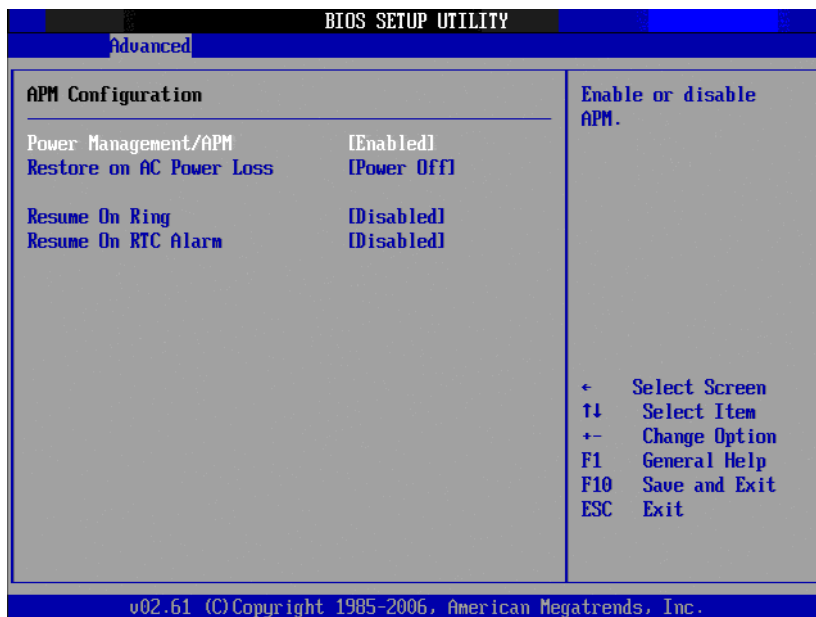 BIOS SETUP UTILITY
Advanced
APM Configuration
Power Management/APM [Enabled]
Restore on AC Power Loss [Power Off]
Resume On Ring [Disabled]
Resume On RTC Alarm [Disabled]
Enable or disable
APM.
← Select Screen
↑↓ Select Item
+- Change Option
F1 General Help
F10 Save and Exit
ESC Exit
v02.61 (C)Copyright 1985-2006, American Megatrends, Inc.